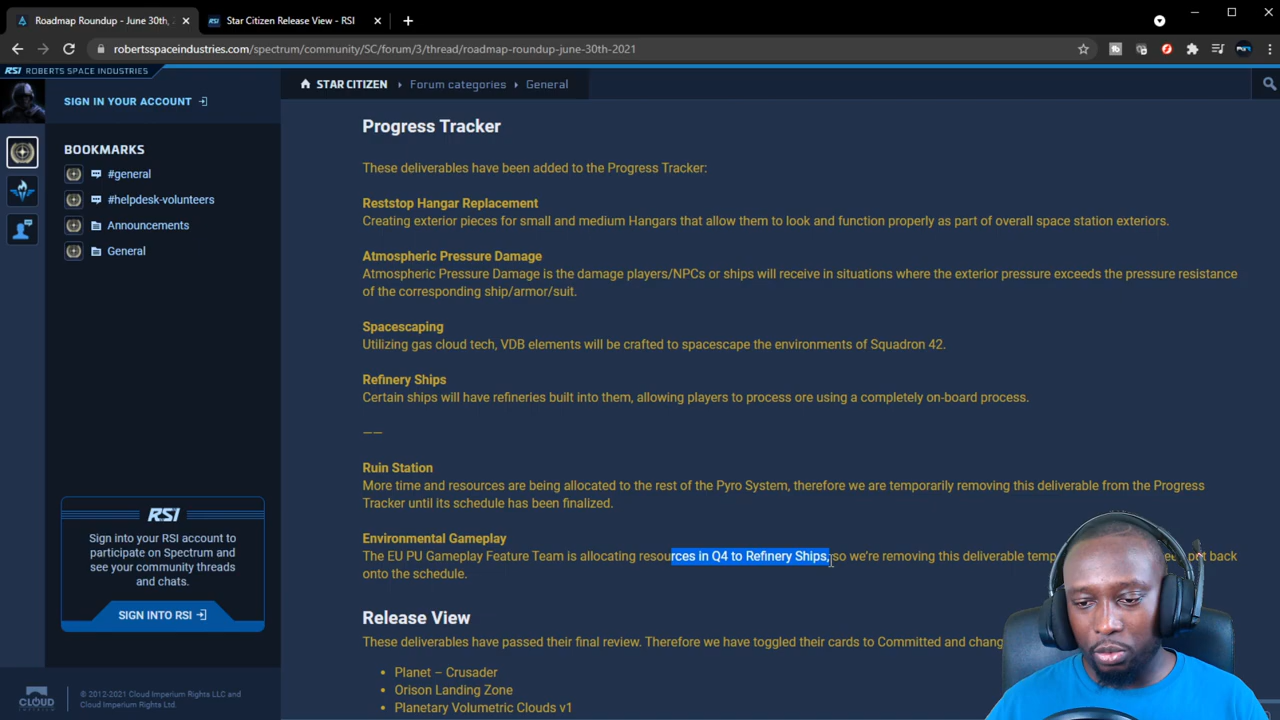 Roadmap Roundup - June 30th,
Star Citizen Release View - RSI
robertsspaceindustries.com/spectrum/community/SC/forum/3/thread/roadmap-roundup-june-30th-2021
RSI ROBERTS SPACE INDUSTRIES
SIGN IN YOUR ACCOUNT
STAR CITIZEN
Forum categories
General
BOOKMARKS
#general
#helpdesk-volunteers
Announcements
General
Progress Tracker
These deliverables have been added to the Progress Tracker:
Reststop Hangar Replacement
Creating exterior pieces for small and medium Hangars that allow them to look and function properly as part of overall space station exteriors.
Atmospheric Pressure Damage
Atmospheric Pressure Damage is the damage players/NPCs or ships will receive in situations where the exterior pressure exceeds the pressure resistance
of the corresponding ship/armor/suit.
Spacescaping
Utilizing gas cloud tech, VDB elements will be crafted to spacescape the environments of Squadron 42.
Refinery Ships
Certain ships will have refineries built into them, allowing players to process ore using a completely on-board process.
——
Ruin Station
More time and resources are being allocated to the rest of the Pyro System, therefore we are temporarily removing this deliverable from the Progress
Tracker until its schedule has been finalized.
Environmental Gameplay
The EU PU Gameplay Feature Team is allocating resources in Q4 to Refinery Ships, so we're removing this deliverable put back
onto the schedule.
Release View
These deliverables have passed their final review. Therefore we have toggled their cards to Committed and
• Planet – Crusader
• Orison Landing Zone
• Planetary Volumetric Clouds v1
RSI
Sign into your RSI account to
participate on Spectrum and
see your community threads
and chats.
SIGN INTO RSI
CLOUD
© 2012-2021 Cloud Imperium Rights LLC and
Cloud Imperium Rights Ltd.